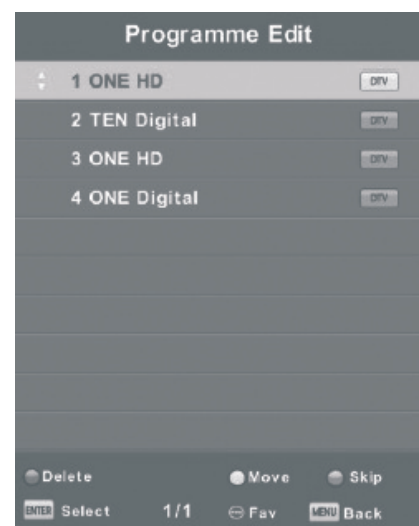 Programme Edit
1 ONE HD DTV
2 TEN Digital DTV
3 ONE HD DTV
4 ONE Digital DTV
Delete Move Skip
ENTER Select 1/1 Fav MENU Back